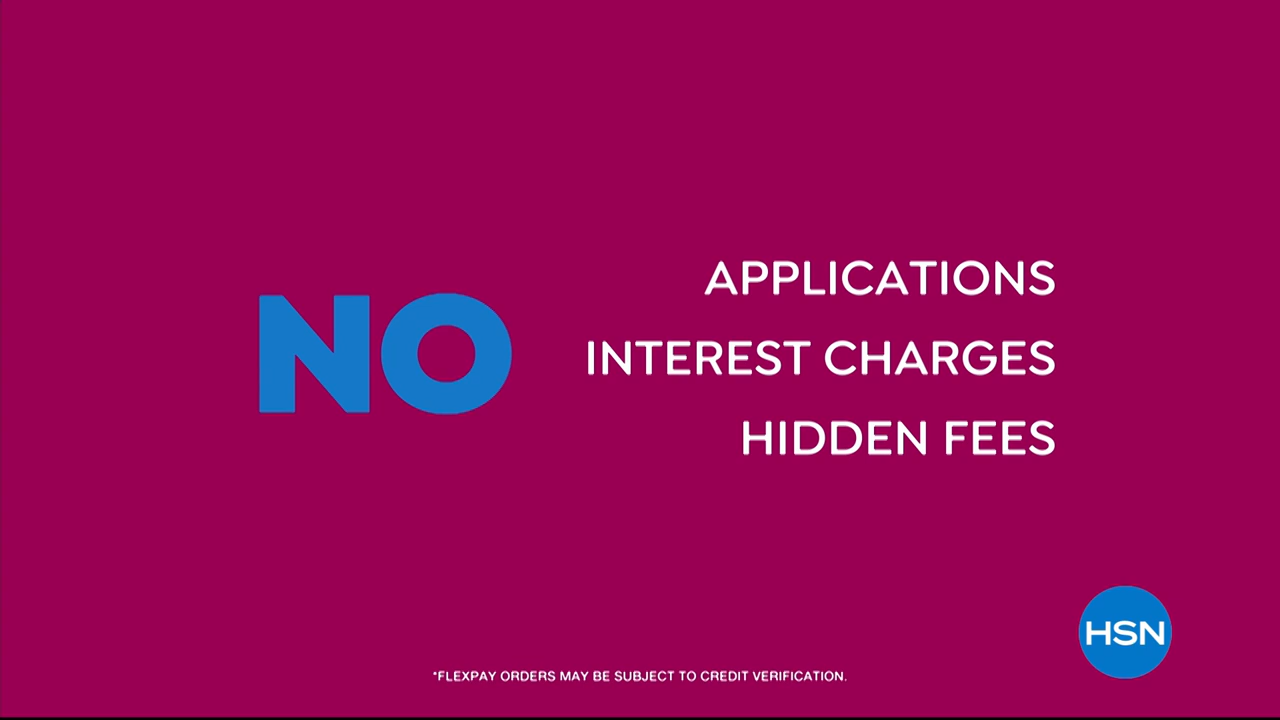 NO
APPLICATIONS
INTEREST CHARGES
HIDDEN FEES
HSN
*FLEXPAY ORDERS MAY BE SUBJECT TO CREDIT VERIFICATION.